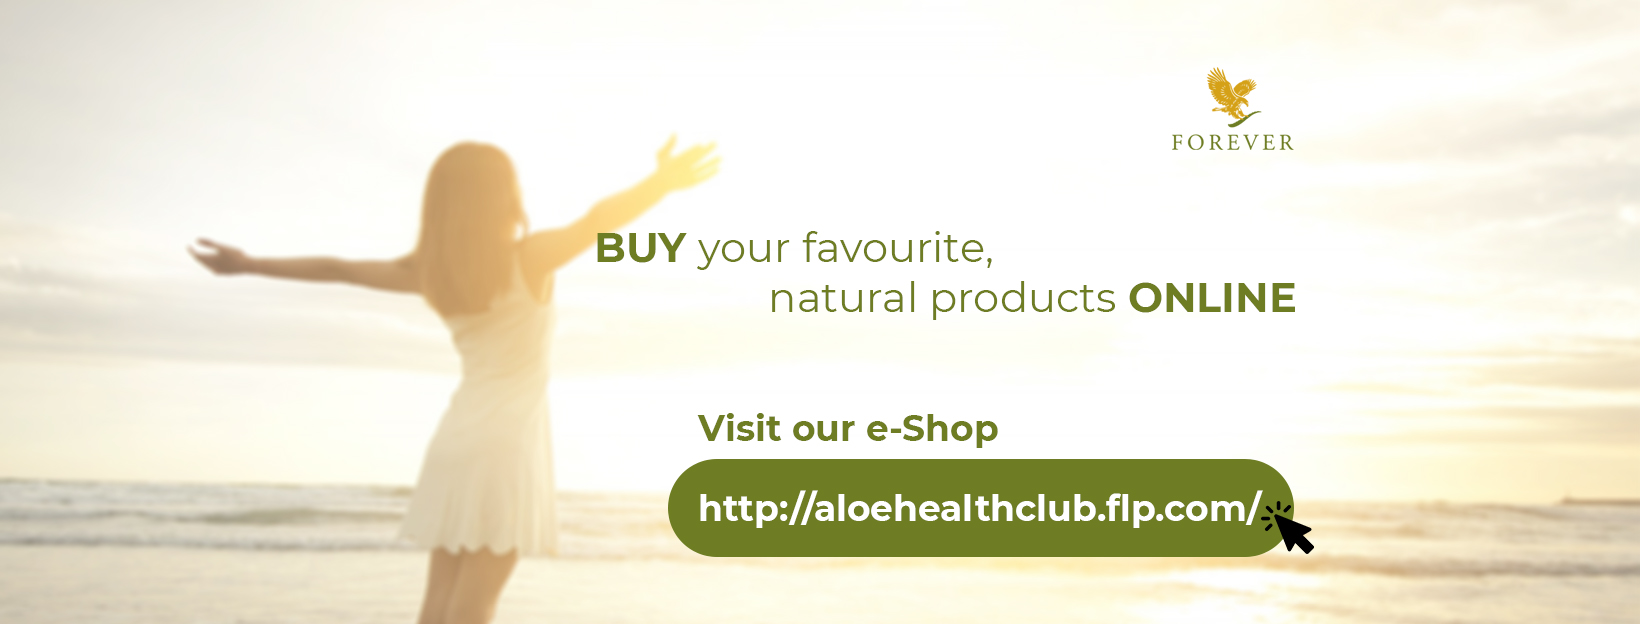 FOREVER
BUY your favourite,
natural products ONLINE
Visit our e-Shop
http://aloehealthclub.flp.com/